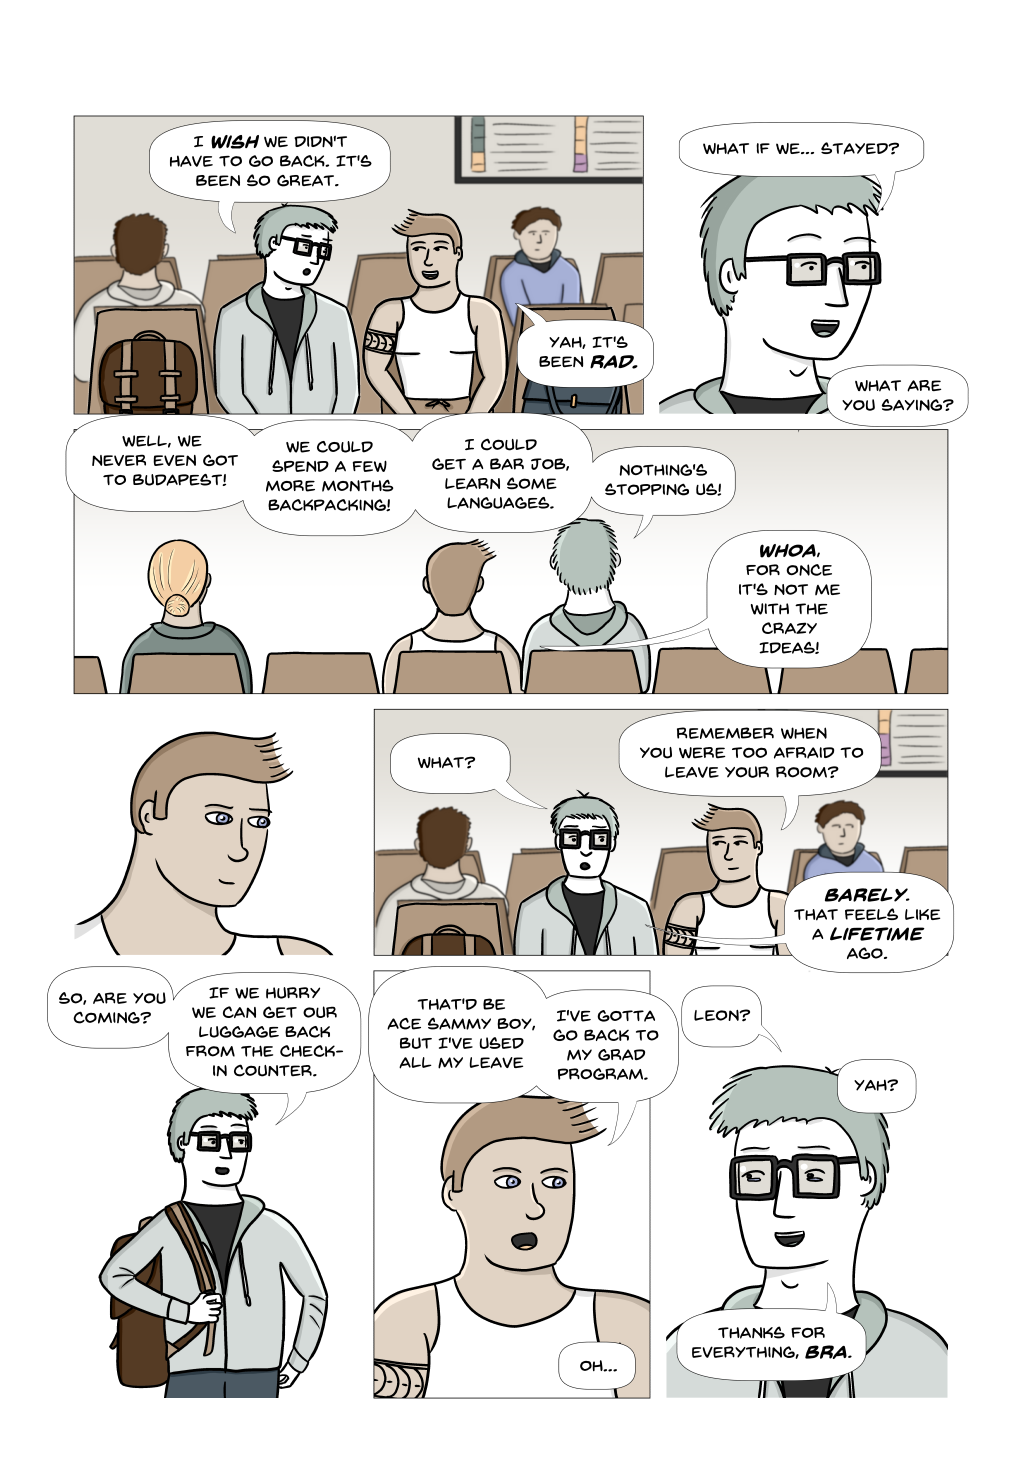 I WISH WE DIDN'T
HAVE TO GO BACK. IT'S
BEEN SO GREAT.
YAH, IT'S
BEEN RAD.
WHAT IF WE... STAYED?
WHAT ARE
YOU SAYING?
WELL, WE
NEVER EVEN GOT
TO BUDAPEST!
WE COULD
SPEND A FEW
MORE MONTHS
BACKPACKING!
I COULD
GET A BAR JOB,
LEARN SOME
LANGUAGES.
NOTHING'S
STOPPING US!
WHOA,
FOR ONCE
IT'S NOT ME
WITH THE
CRAZY
IDEAS!
WHAT?
REMEMBER WHEN
YOU WERE TOO AFRAID TO
LEAVE YOUR ROOM?
BARELY.
THAT FEELS LIKE
A LIFETIME
AGO.
SO, ARE YOU
COMING?
IF WE HURRY
WE CAN GET OUR
LUGGAGE BACK
FROM THE CHECK-
IN COUNTER.
THAT'D BE
ACE SAMMY BOY,
BUT I'VE USED
ALL MY LEAVE
I'VE GOTTA
GO BACK TO
MY GRAD
PROGRAM.
OH...
LEON?
YAH?
THANKS FOR
EVERYTHING, BRA.